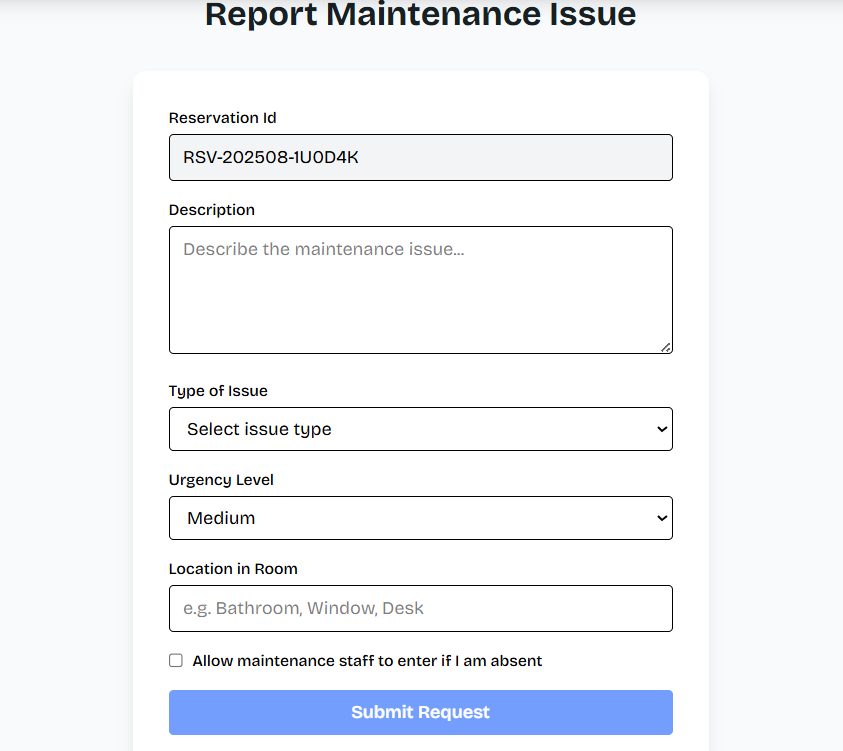 Report Maintenance Issue
Reservation Id
RSV-202508-1U0D4K
Description
Describe the maintenance issue...
Type of Issue
Select issue type
Urgency Level
Medium
Location in Room
e.g. Bathroom, Window, Desk
Allow maintenance staff to enter if I am absent
Submit Request